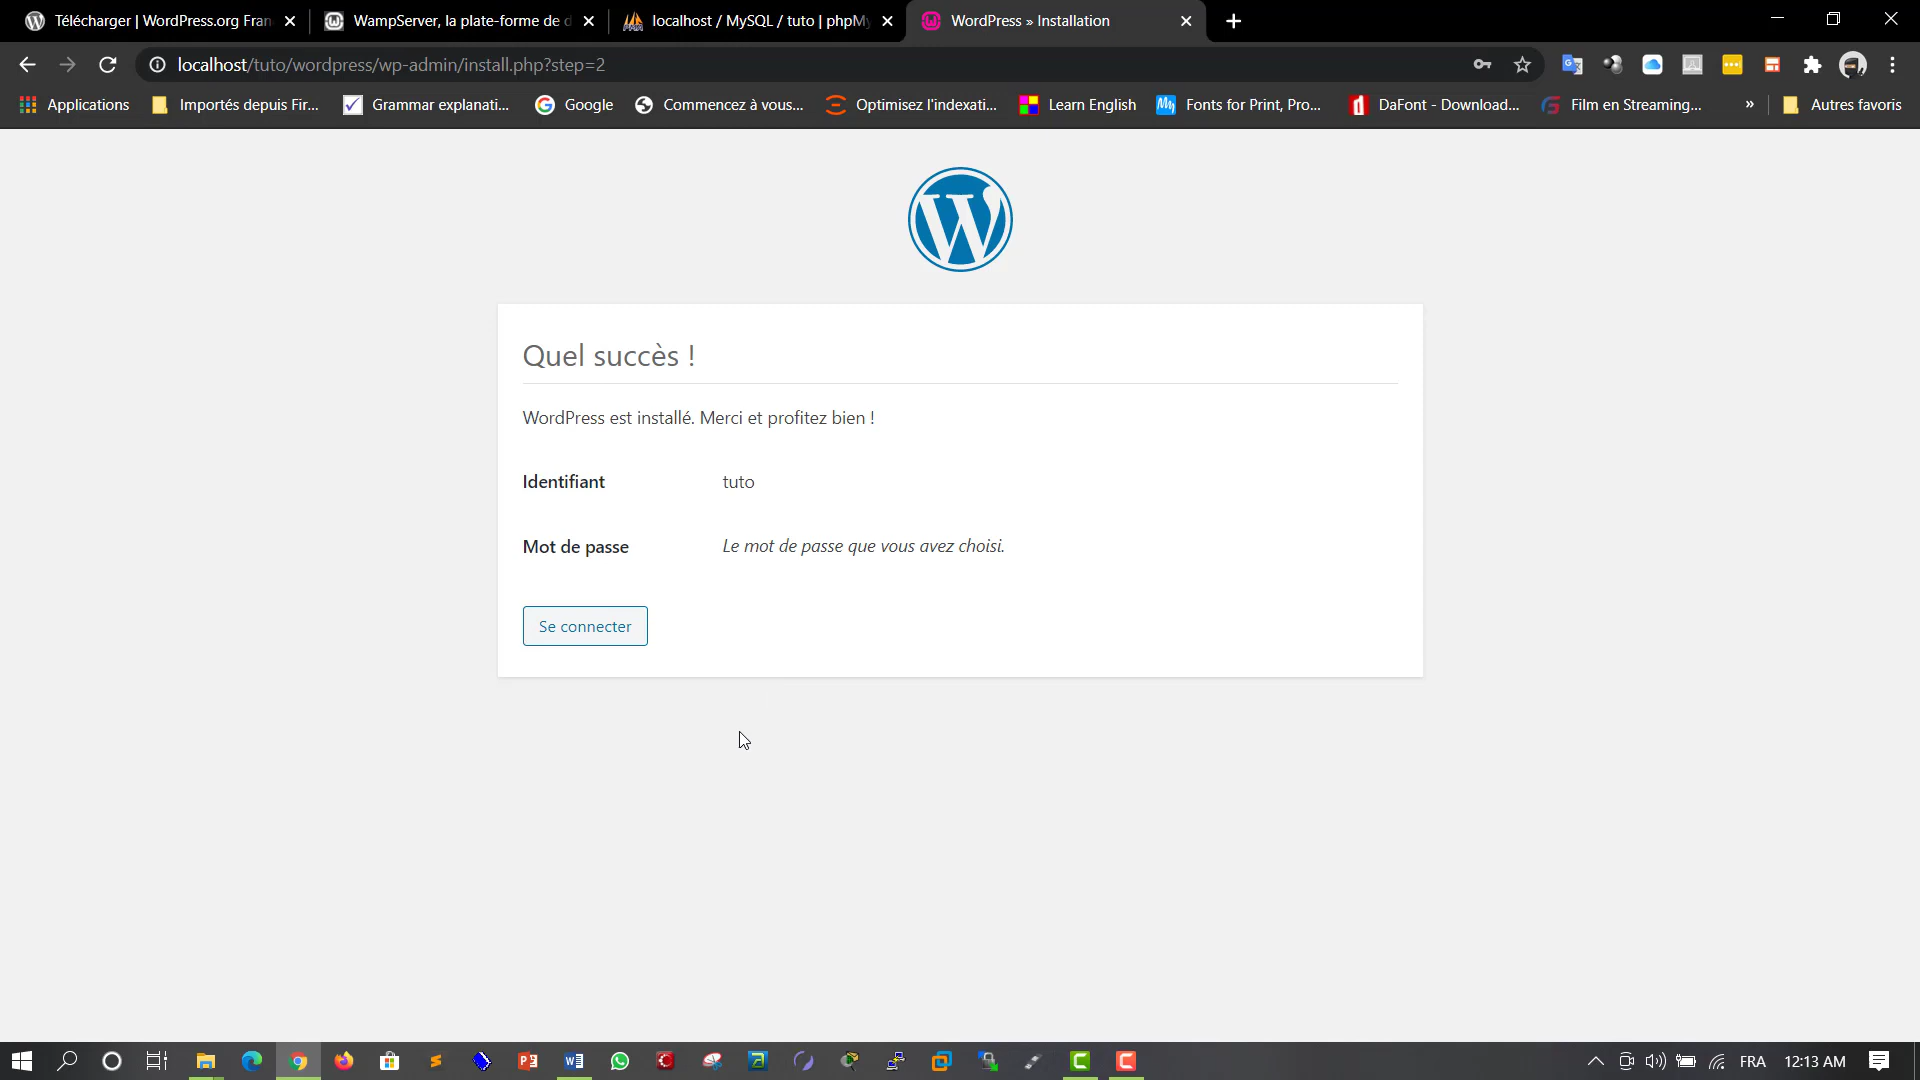 Télécharger | WordPress.org Fran
WampServer, la plate-forme de d
localhost / MySQL / tuto | phpMy
WordPress » Installation
localhost/tuto/wordpress/wp-admin/install.php?step=2
Applications
Importés depuis Fir...
Grammar explanati...
Google
Commencez à vous...
Optimisez l'indexati...
Learn English
Fonts for Print, Pro...
DaFont - Download...
Film en Streaming...
»
Autres favoris
Quel succès !
WordPress est installé. Merci et profitez bien !
Identifiant tuto
Mot de passe Le mot de passe que vous avez choisi.
Se connecter
FRA
12:13 AM